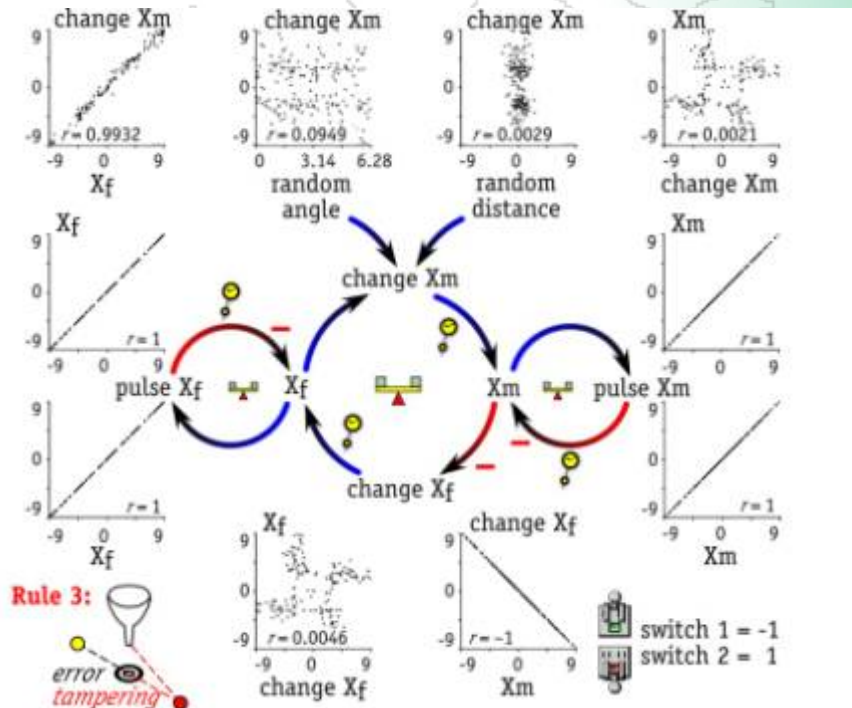 change Xm
9
0
-9
r=0.9932
-9 0 9
Xf
change Xm
9
0
-9
r=0.0949
0 3.14 6.28
random
angle
change Xm
9
0
-9
r=0.0029
-9 0 9
random
distance
Xm
9
0
-9
r=0.0021
-9 0 9
change Xm
Xf
9
0
-9
r=1
-9 0 9
change Xm
Xm
9
0
-9
r=1
-9 0 9
pulse Xf
Xf
Xm
pulse Xm
9
0
-9
r=1
-9 0 9
Xf
change Xf
9
0
-9
r=1
-9 0 9
Xm
Xf
9
0
-9
r=0.0046
-9 0 9
change Xf
change Xf
9
0
-9
r=-1
-9 0 9
Xm
Rule 3:
error
tampering
switch 1 = -1
switch 2 = 1